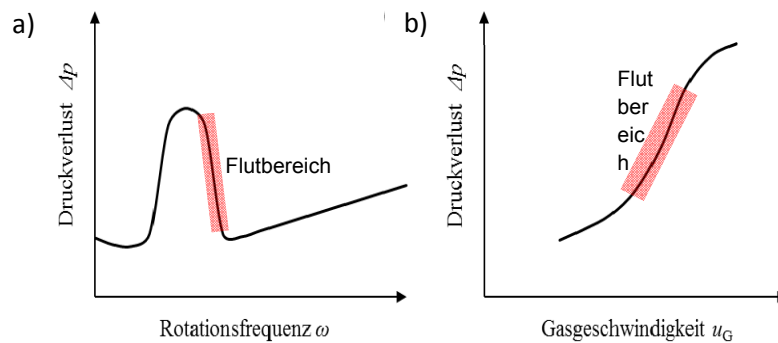 a)
Druckverlust Δp
Flutbereich
Rotationsfrequenz ω
b)
Druckverlust Δp
Flut
ber
eic
h
Gasgeschwindigkeit uG